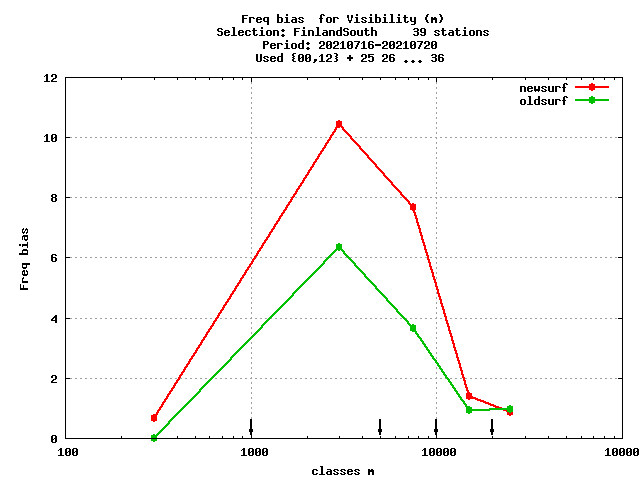 Freq bias  for Visibility (m)
Selection: FinlandSouth     39 stations
Period: 20210716-20210720
Used {00,12} + 25 26 ... 36
newsurf
oldsurf
12
10
8
6
4
2
0
Freq bias
100
1000
10000
10000
classes m